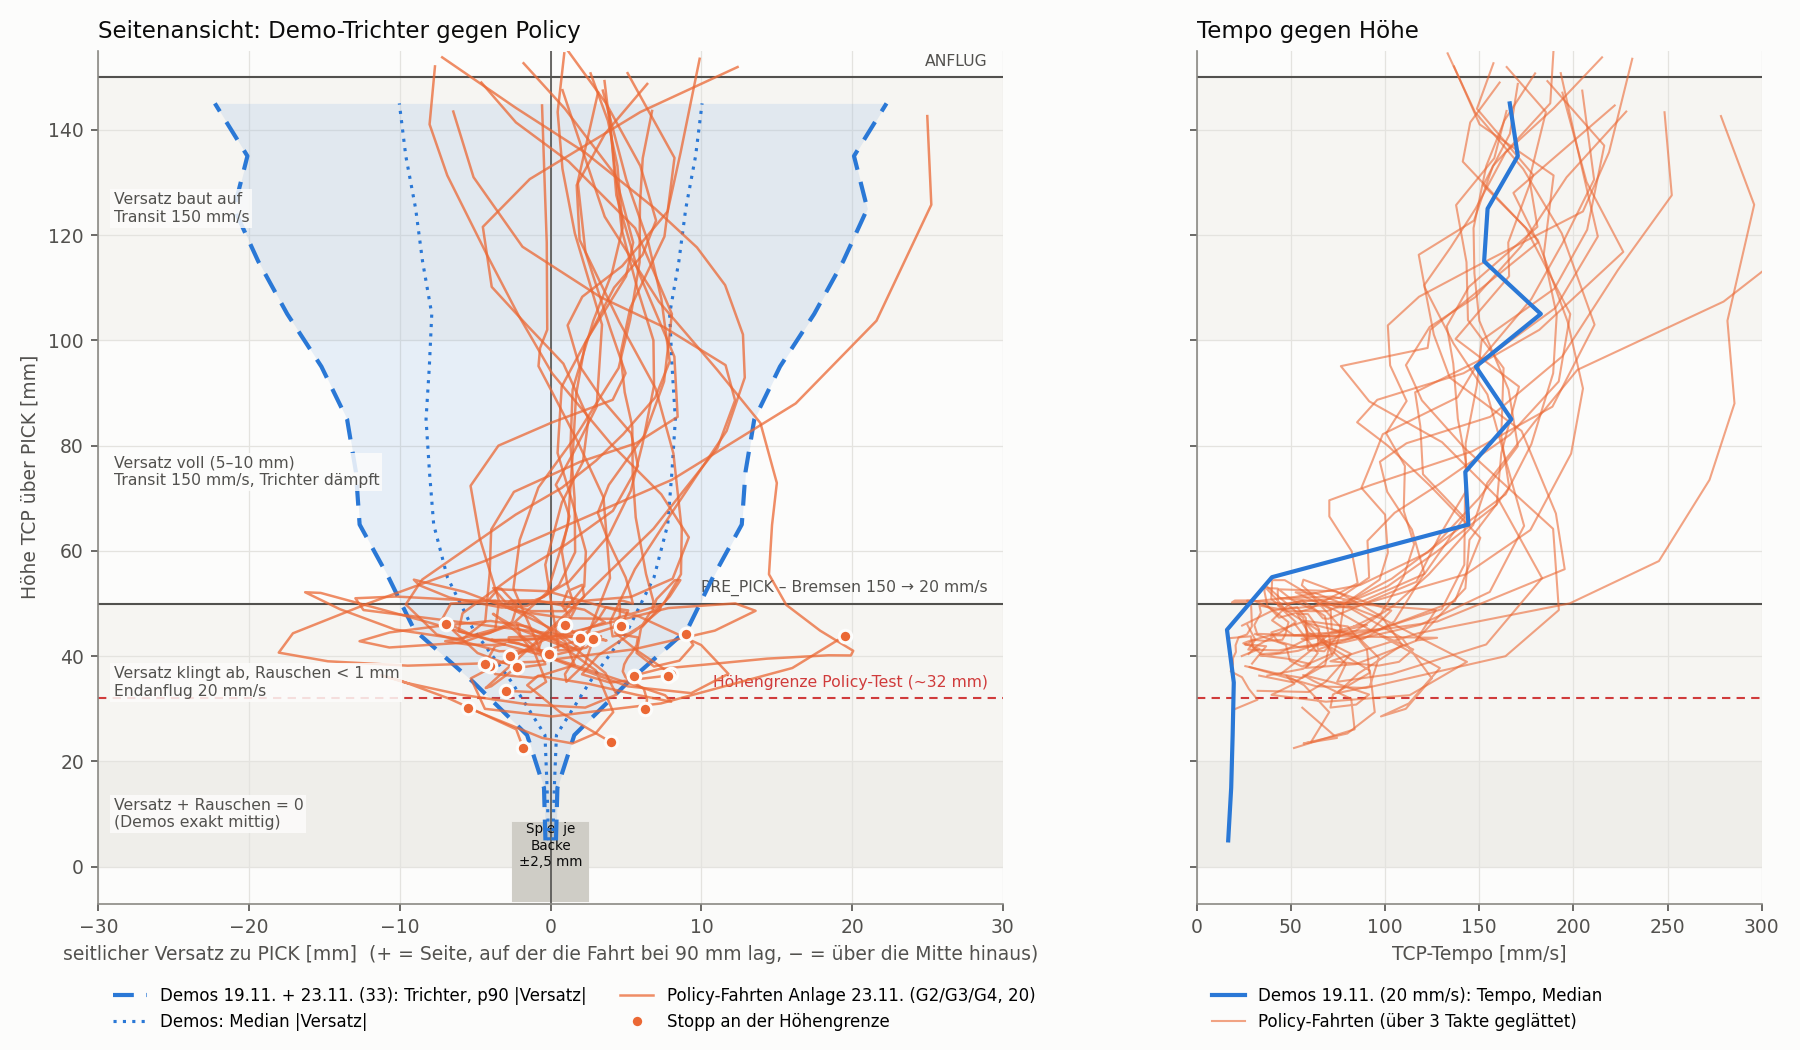 Seitenansicht: Demo-Trichter gegen Policy
ANFLUG
140
120
100
80
60
40
20
0
Höhe TCP über PICK [mm]
Versatz baut auf
Transit 150 mm/s
Versatz voll (5–10 mm)
Transit 150 mm/s, Trichter dämpft
PRE_PICK – Bremsen 150 → 20 mm/s
Versatz klingt ab, Rauschen < 1 mm
Endanflug 20 mm/s
Höhengrenze Policy-Test (~32 mm)
Versatz + Rauschen = 0
(Demos exakt mittig)
Spiel je
Backe
±2,5 mm
−30 −20 −10 0 10 20 30
seitlicher Versatz zu PICK [mm]  (+ = Seite, auf der die Fahrt bei 90 mm lag, − = über die Mitte hinaus)
Demos 19.11. + 23.11. (33): Trichter, p90 |Versatz|
Demos: Median |Versatz|
Policy-Fahrten Anlage 23.11. (G2/G3/G4, 20)
Stopp an der Höhengrenze
Tempo gegen Höhe
0 50 100 150 200 250 300
TCP-Tempo [mm/s]
Demos 19.11. (20 mm/s): Tempo, Median
Policy-Fahrten (über 3 Takte geglättet)